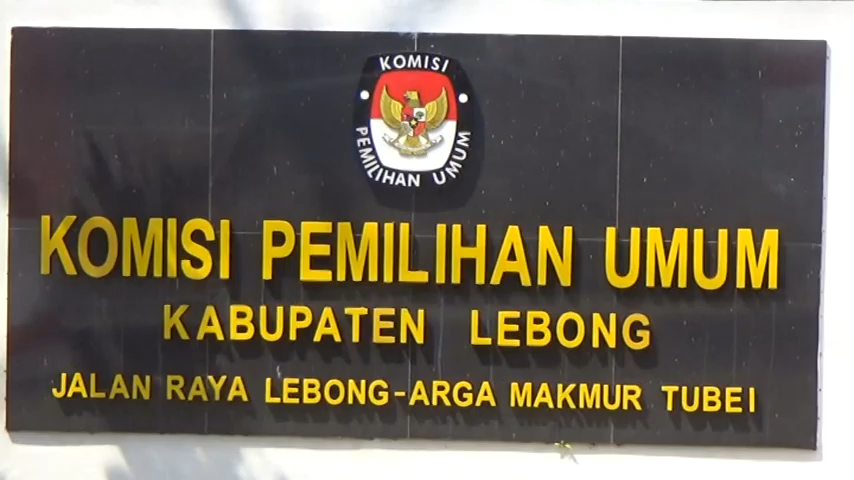 KOMISI
PEMILIHAN UMUM
KOMISI PEMILIHAN UMUM
KABUPATEN LEBONG
JALAN RAYA LEBONG-ARGA MAKMUR TUBEI